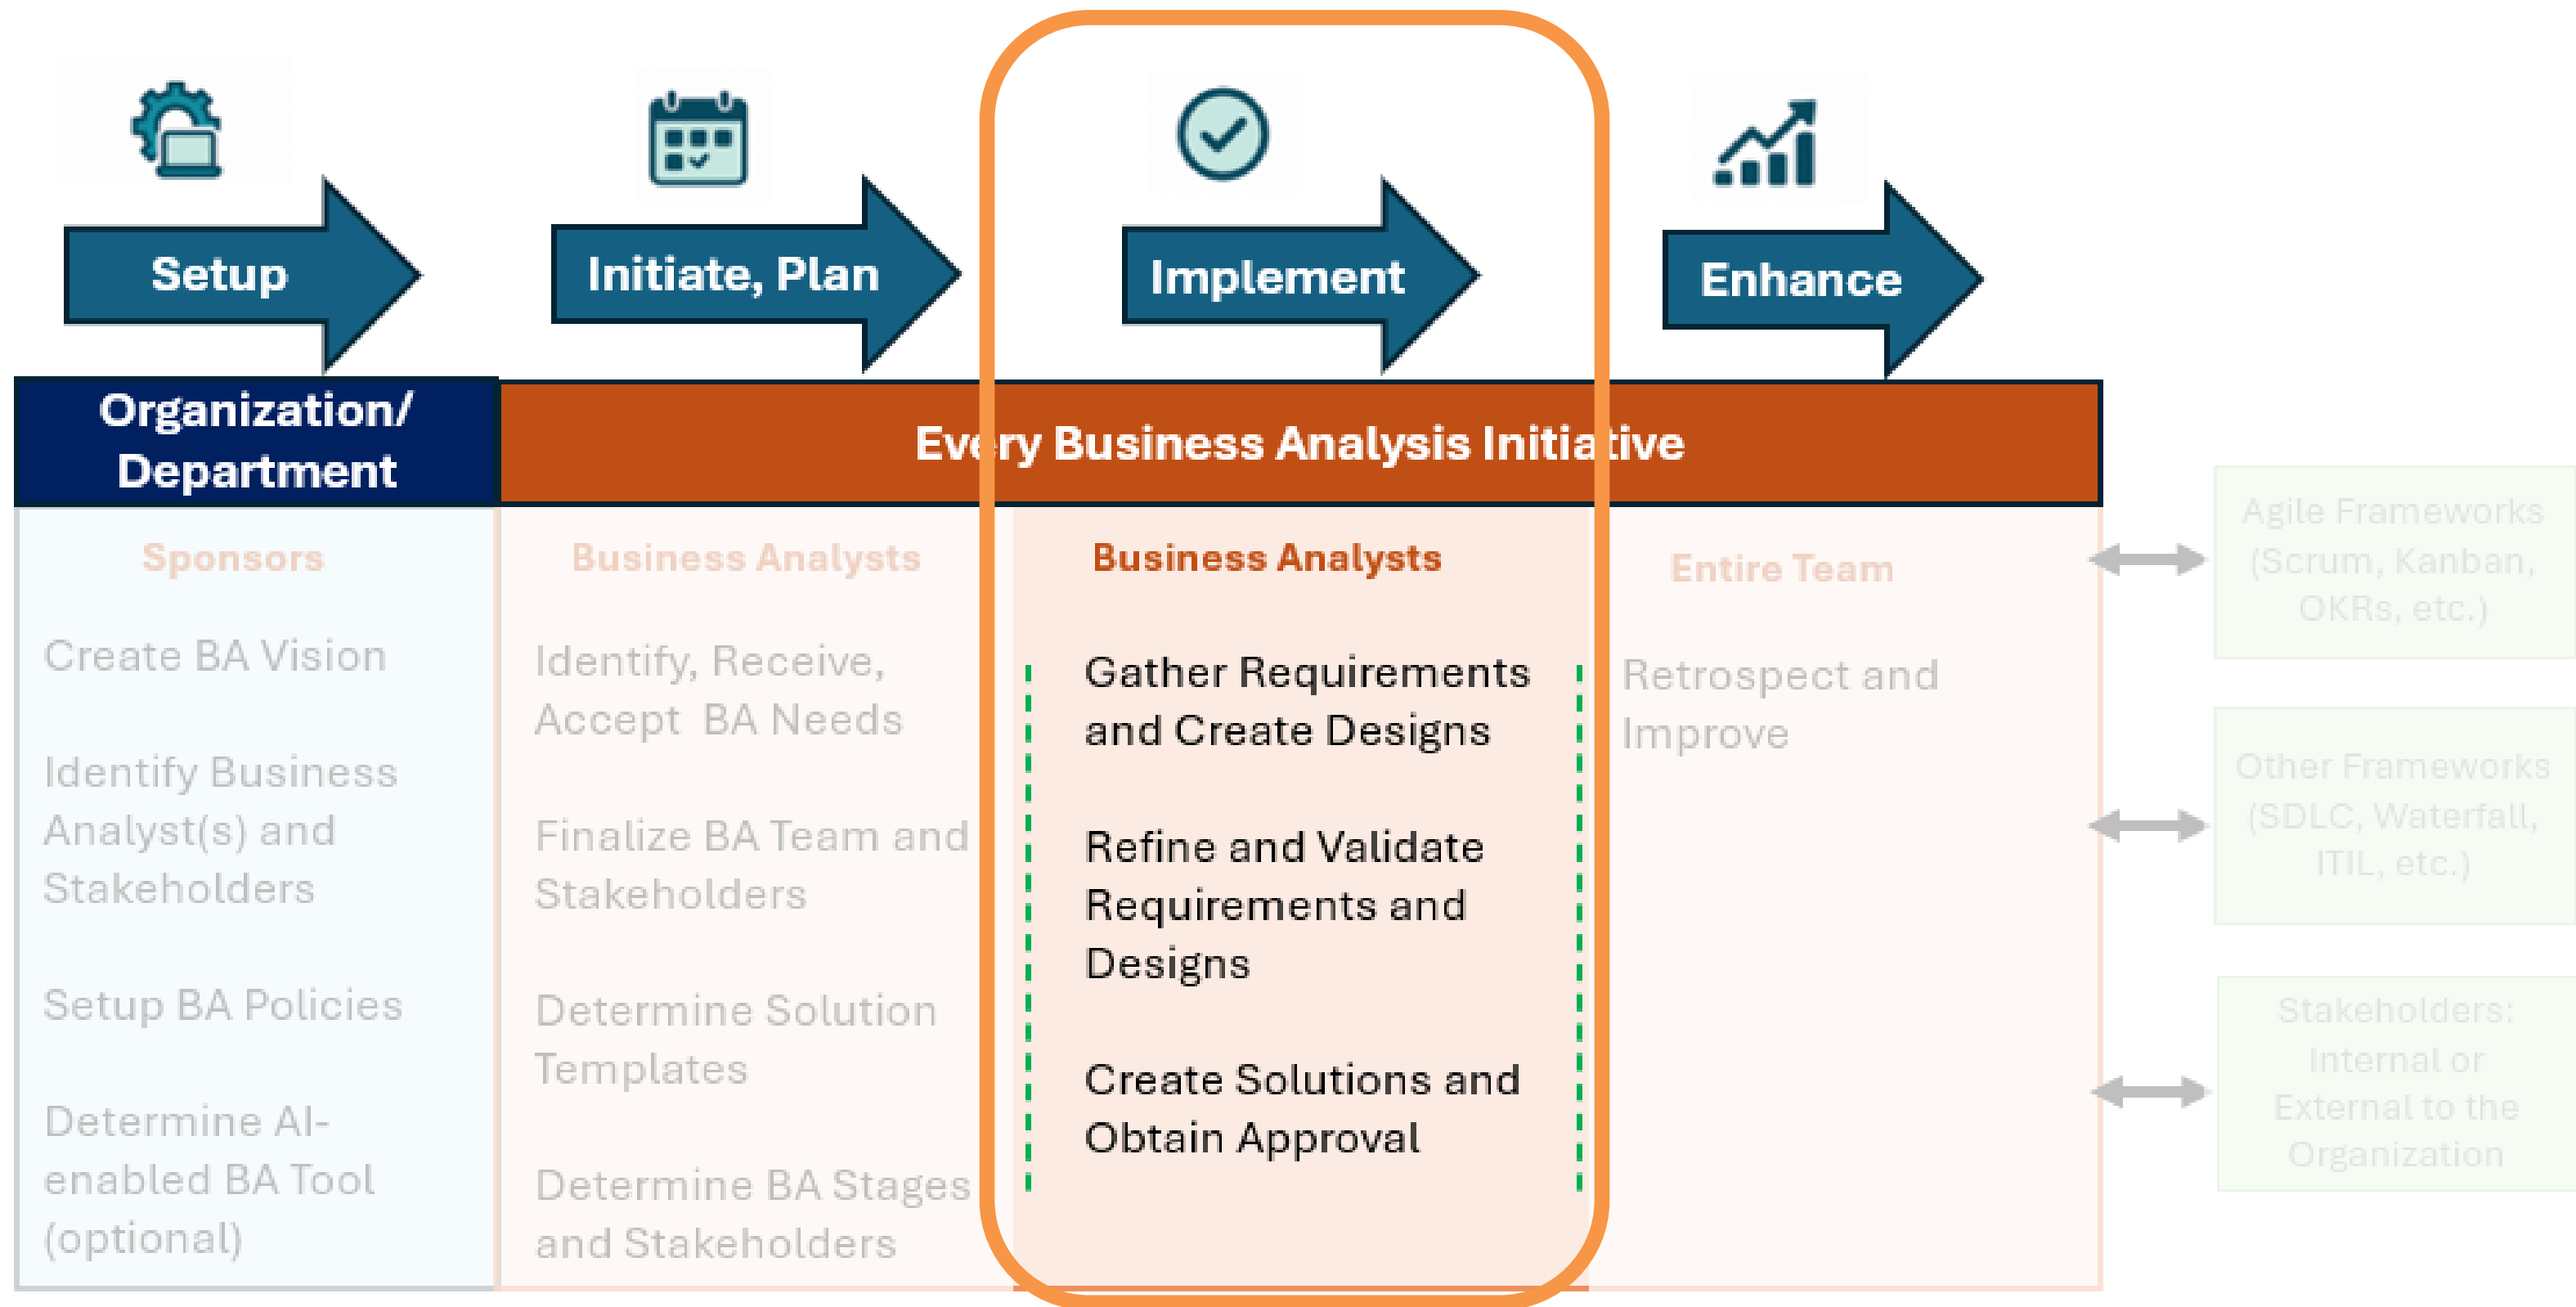 Setup
Initiate, Plan
Implement
Enhance
Organization/
Department
Every Business Analysis Initiative
Sponsors
Create BA Vision
Identify Business
Analyst(s) and
Stakeholders
Setup BA Policies
Determine AI-
enabled BA Tool
(optional)
Business Analysts
Identify, Receive,
Accept BA Needs
Finalize BA Team and
Stakeholders
Determine Solution
Templates
Determine BA Stages
and Stakeholders
Business Analysts
Gather Requirements
and Create Designs
Refine and Validate
Requirements and
Designs
Create Solutions and
Obtain Approval
Entire Team
Retrospect and
Improve
Agile Frameworks
(Scrum, Kanban,
OKRs, etc.)
Other Frameworks
(SDLC, Waterfall,
ITIL, etc.)
Stakeholders:
Internal or
External to the
Organization